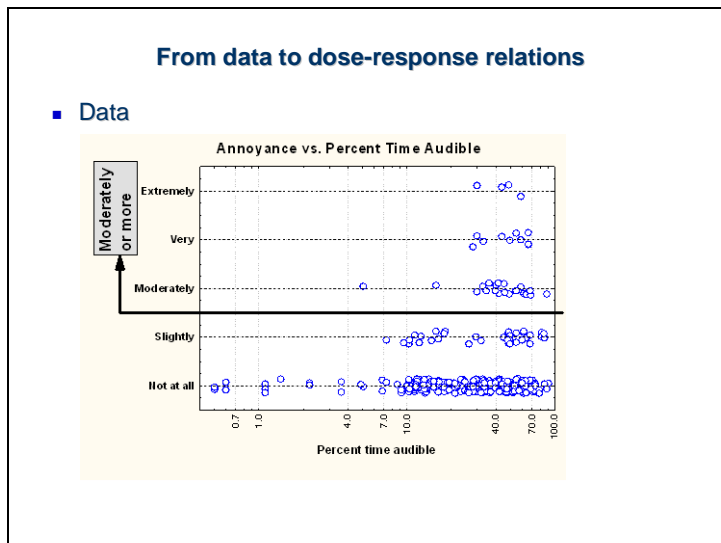 From data to dose-response relations
Data
Annoyance vs. Percent Time Audible
Moderately
or more
Extremely
Very
Moderately
Slightly
Not at all
0.7 1.0 4.0 7.0 10.0 40.0 70.0 100.0
Percent time audible